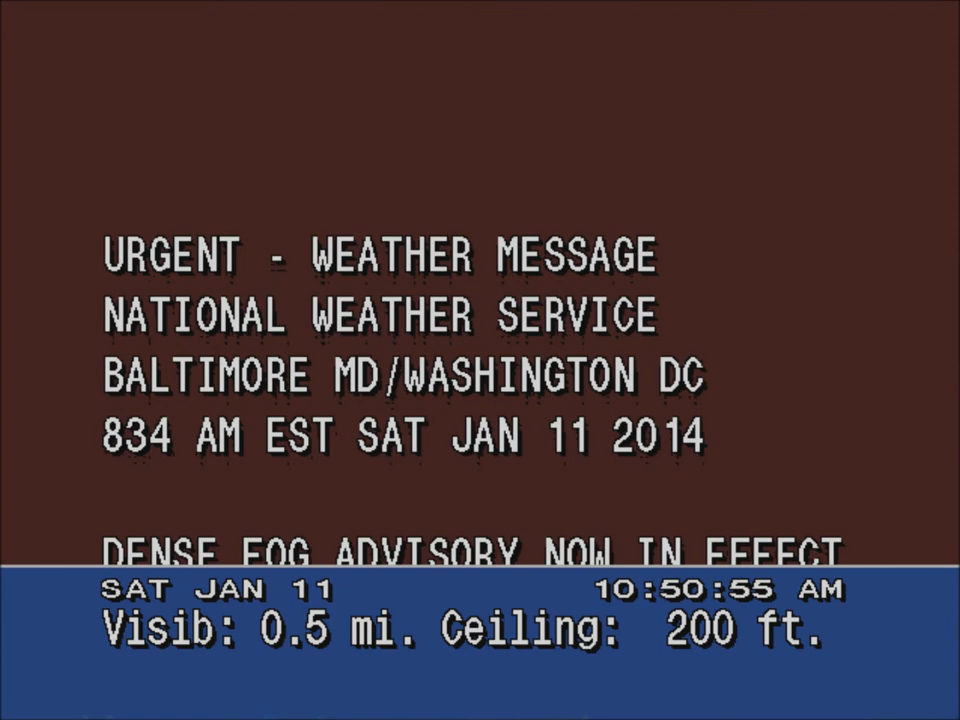 URGENT - WEATHER MESSAGE
NATIONAL WEATHER SERVICE
BALTIMORE MD/WASHINGTON DC
834 AM EST SAT JAN 11 2014
DENSE FOG ADVISORY NOW IN EFFECT
SAT JAN 11 10:50:55 AM
Visib: 0.5 mi. Ceiling: 200 ft.